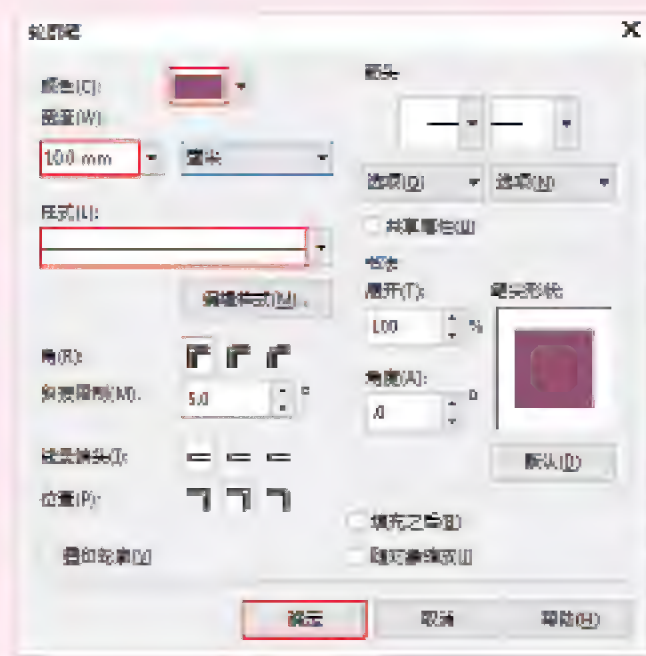 轮廓笔
颜色(C):
宽度(W)
毫米
样式(L):
编辑样式(M)...
角(R):
斜接限制(M):
5.0
°
线条端头(I):
位置(P):
叠印轮廓(V)
箭头
选项(O)
选项(N)
共享属性(U)
书法
展开(T):
100
%
笔尖形状:
角度(A):
.0
°
默认(D)
填充之后(B)
随对象缩放(J)
确定
取消
帮助(H)